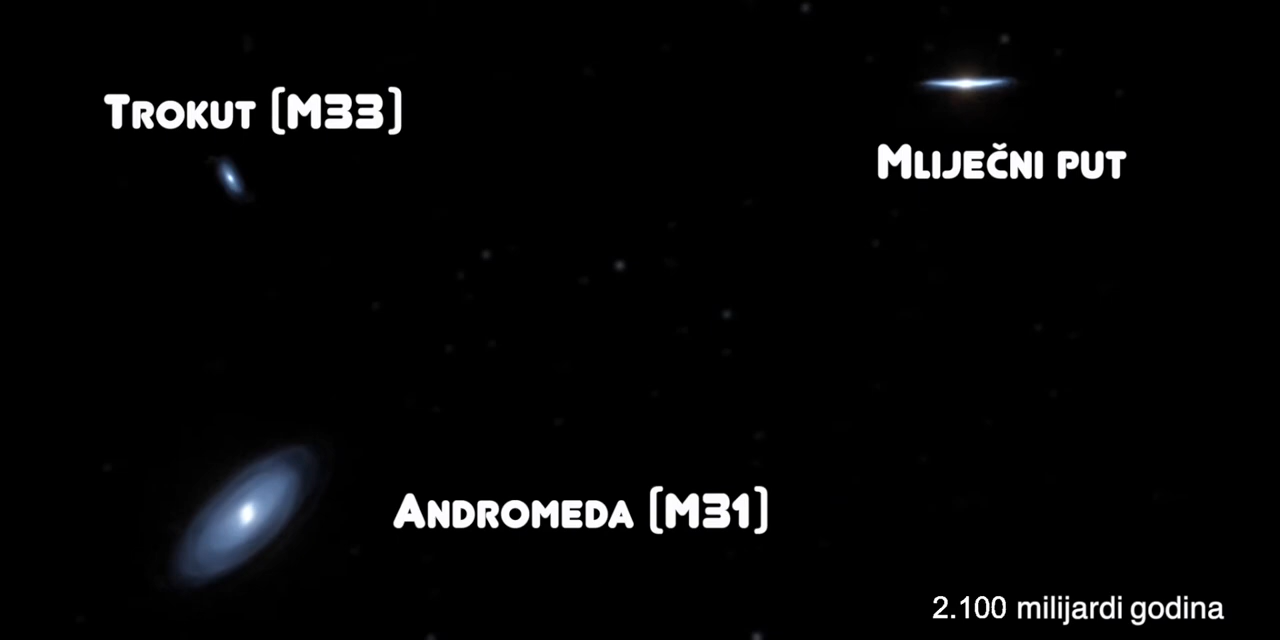 Trokut (M33)
Mliječni put
Andromeda (M31)
2.100 milijardi godina